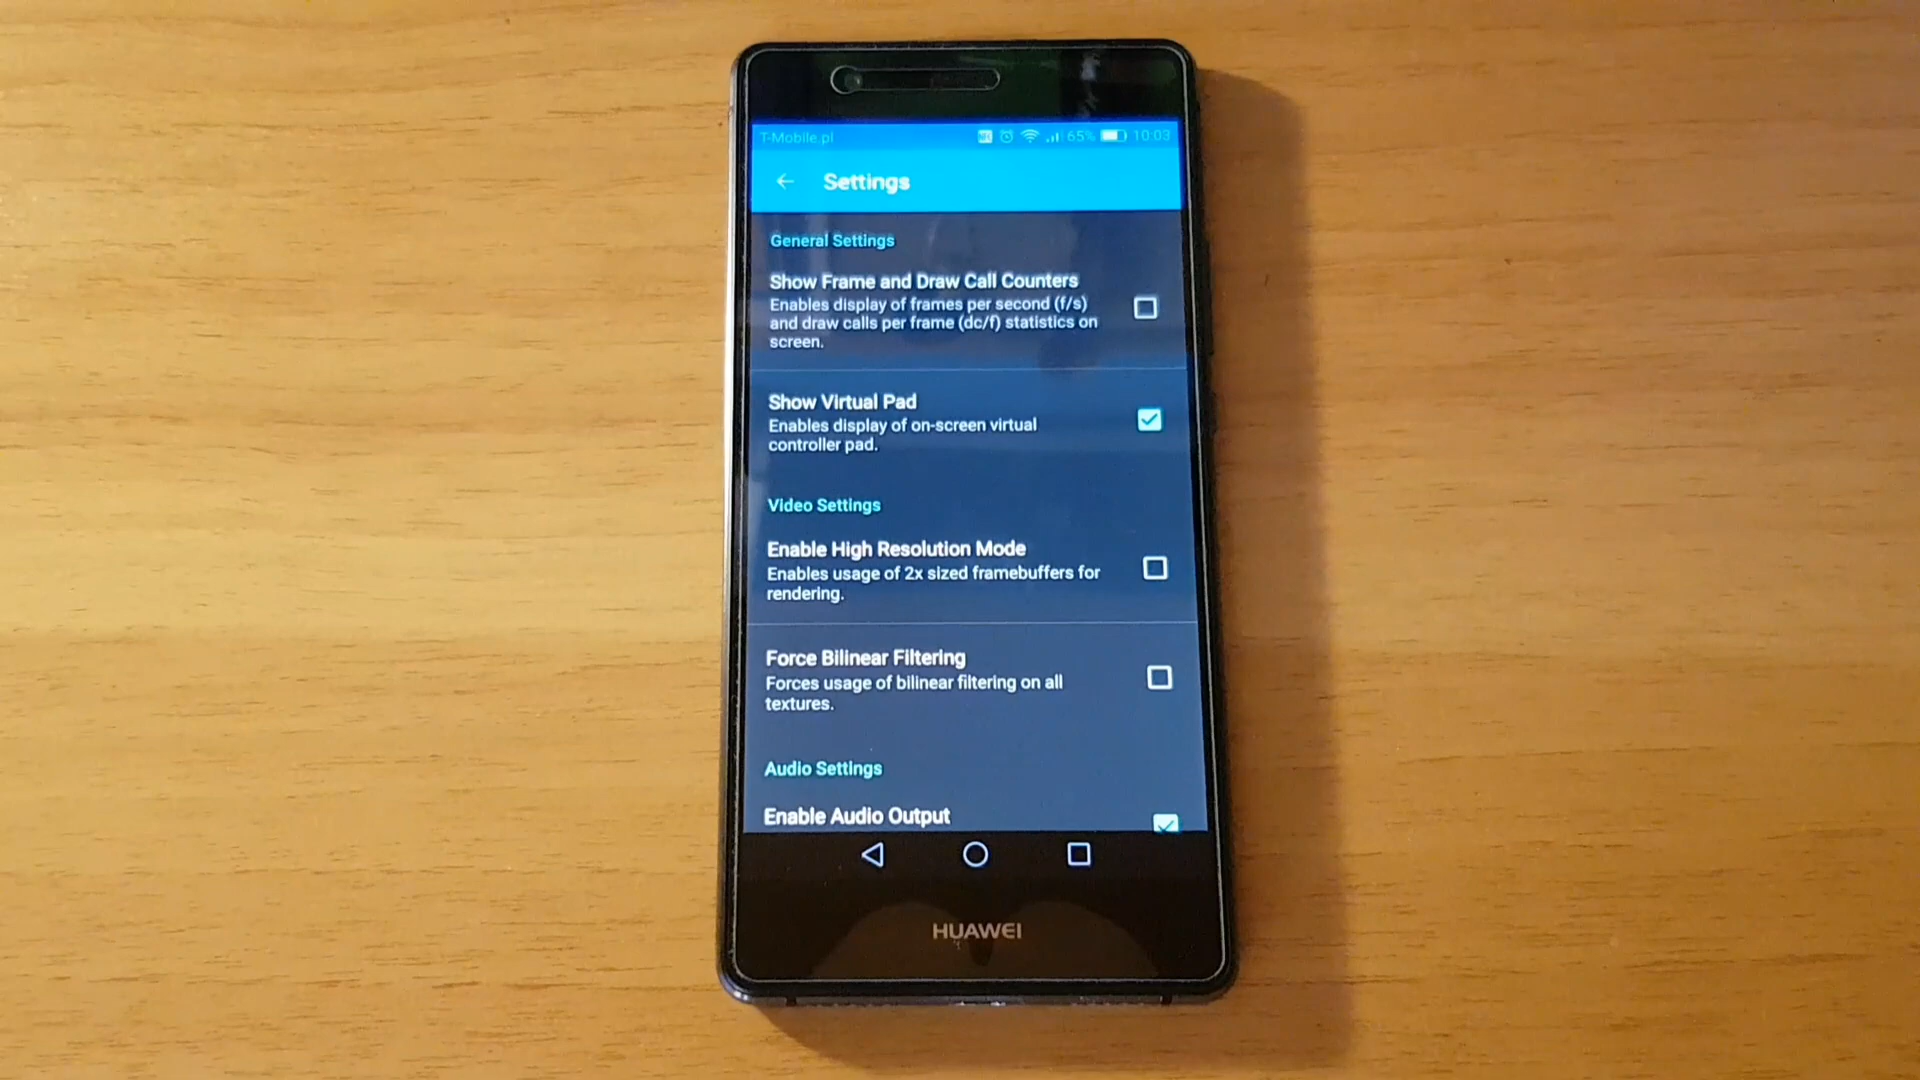 T-Mobile.pl 65% 10:03
Settings
General Settings
Show Frame and Draw Call Counters
Enables display of frames per second (f/s)
and draw calls per frame (dc/f) statistics on
screen.
Show Virtual Pad
Enables display of on-screen virtual
controller pad.
Video Settings
Enable High Resolution Mode
Enables usage of 2x sized framebuffers for
rendering.
Force Bilinear Filtering
Forces usage of bilinear filtering on all
textures.
Audio Settings
Enable Audio Output
HUAWEI